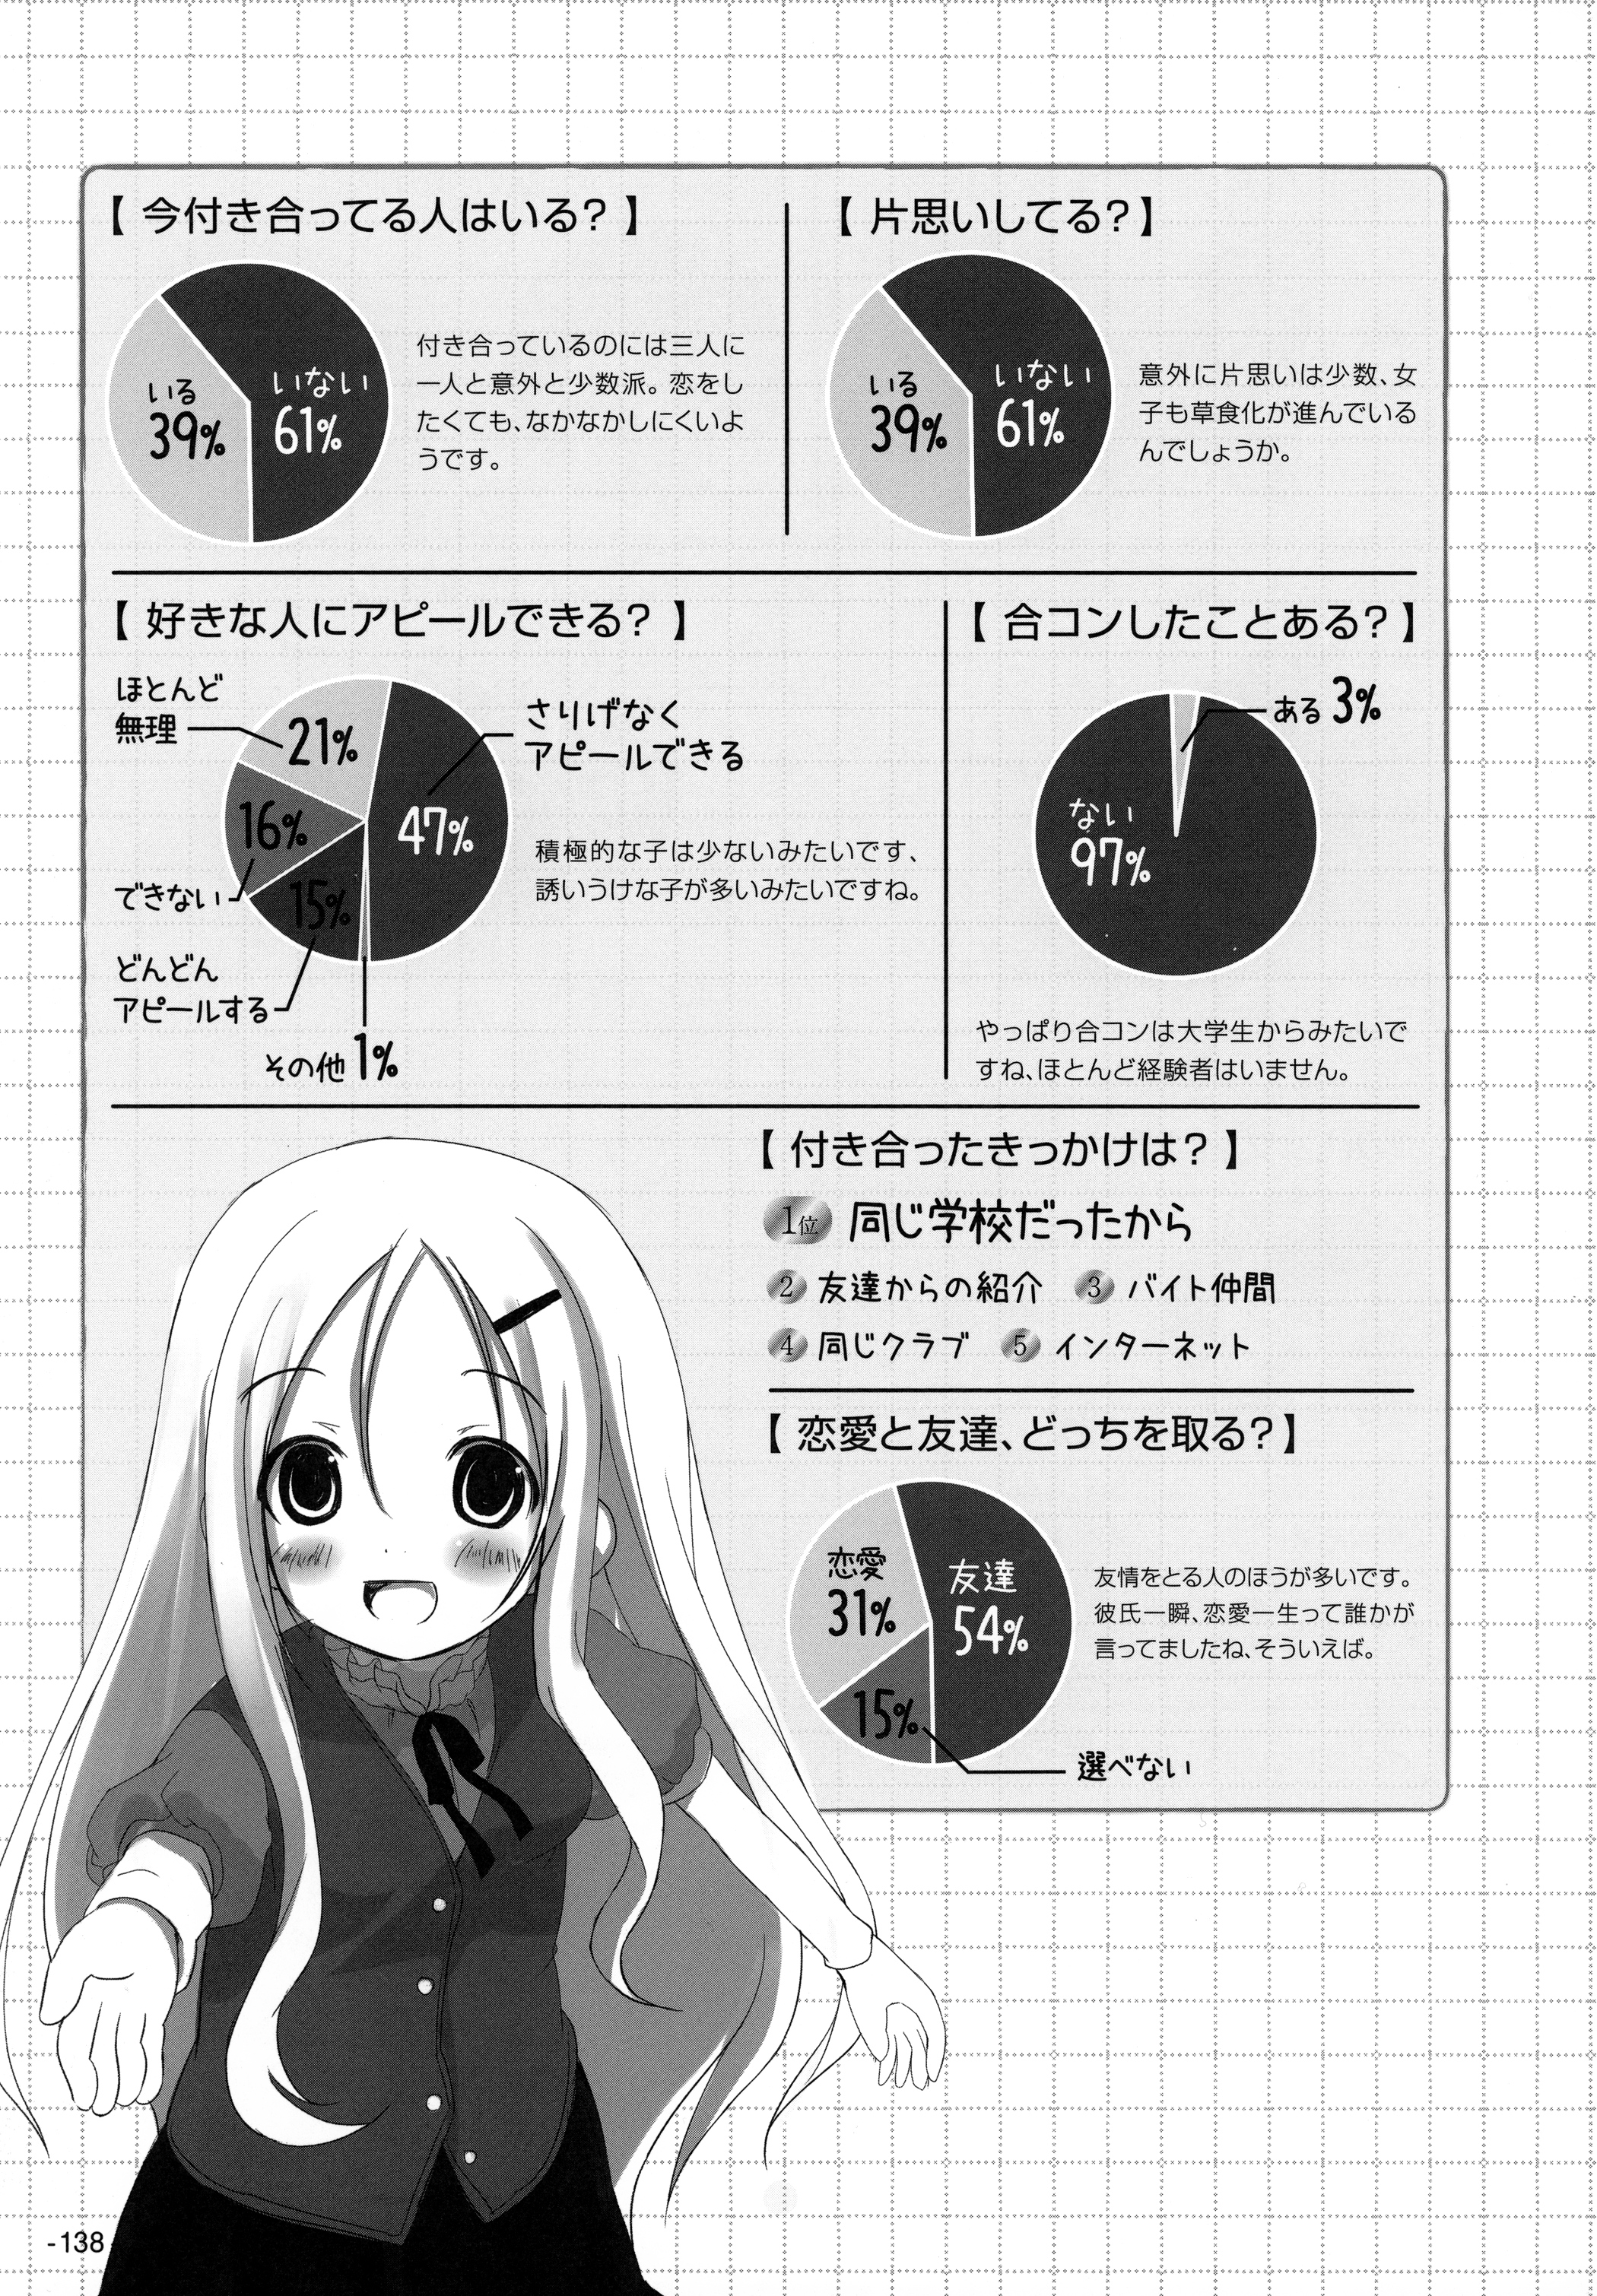 【 今付き合ってる人はいる？ 】
いる
39%
いない
61%
付き合っているのには三人に
一人と意外と少数派。恋をし
たくても、なかなかしにくいよ
うです。
【 片思いしてる？】
いる
39%
いない
61%
意外に片思いは少数、女
子も草食化が進んでいる
んでしょうか。
【 好きな人にアピールできる？ 】
ほとんど
無理
21%
さりげなく
アピールできる
47%
16%
できない
15%
どんどん
アピールする
その他 1%
積極的な子は少ないみたいです、
誘いうけな子が多いみたいですね。
【 合コンしたことある？ 】
ある 3%
ない
97%
やっぱり合コンは大学生からみたいで
すね、ほとんど経験者はいません。
【 付き合ったきっかけは？ 】
1位 同じ学校だったから
2 友達からの紹介 3 バイト仲間
4 同じクラブ 5 インターネット
【 恋愛と友達、どっちを取る？】
恋愛
31%
友達
54%
15%
選べない
友情をとる人のほうが多いです。
彼氏一瞬、恋愛一生って誰かが
言ってましたね、そういえば。
-138